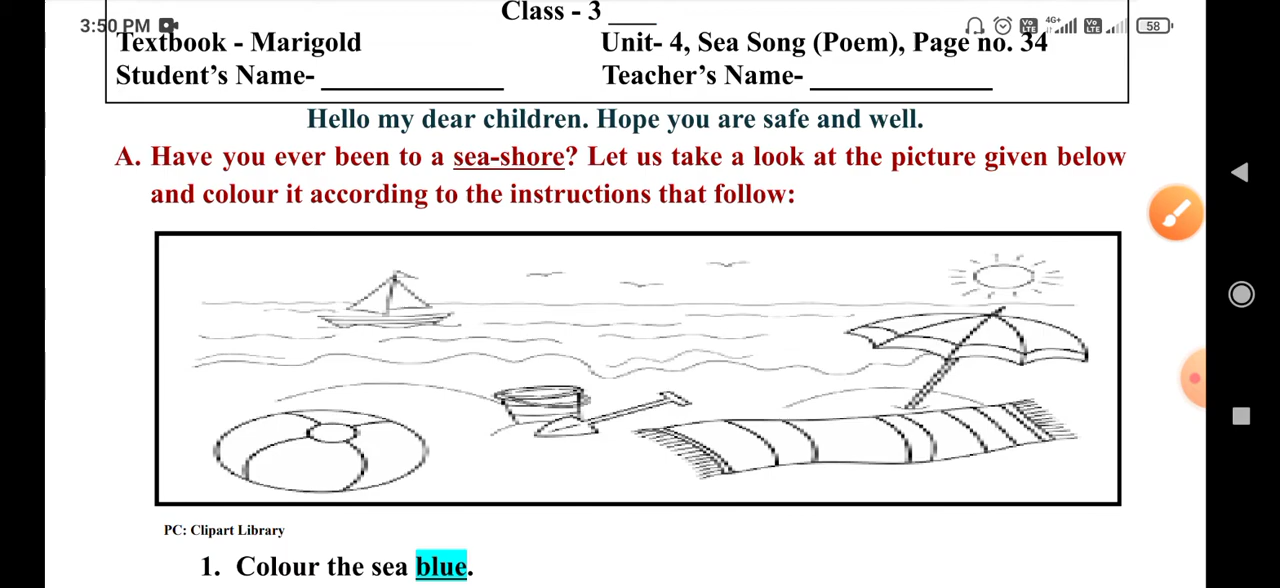 Class - 3 ____
3:50 PM
4G+ 58
Textbook - Marigold Unit- 4, Sea Song (Poem), Page no. 34
Student’s Name- ______________ Teacher’s Name- ______________
Hello my dear children. Hope you are safe and well.
A. Have you ever been to a sea-shore? Let us take a look at the picture given below
and colour it according to the instructions that follow:
PC: Clipart Library
1. Colour the sea blue.